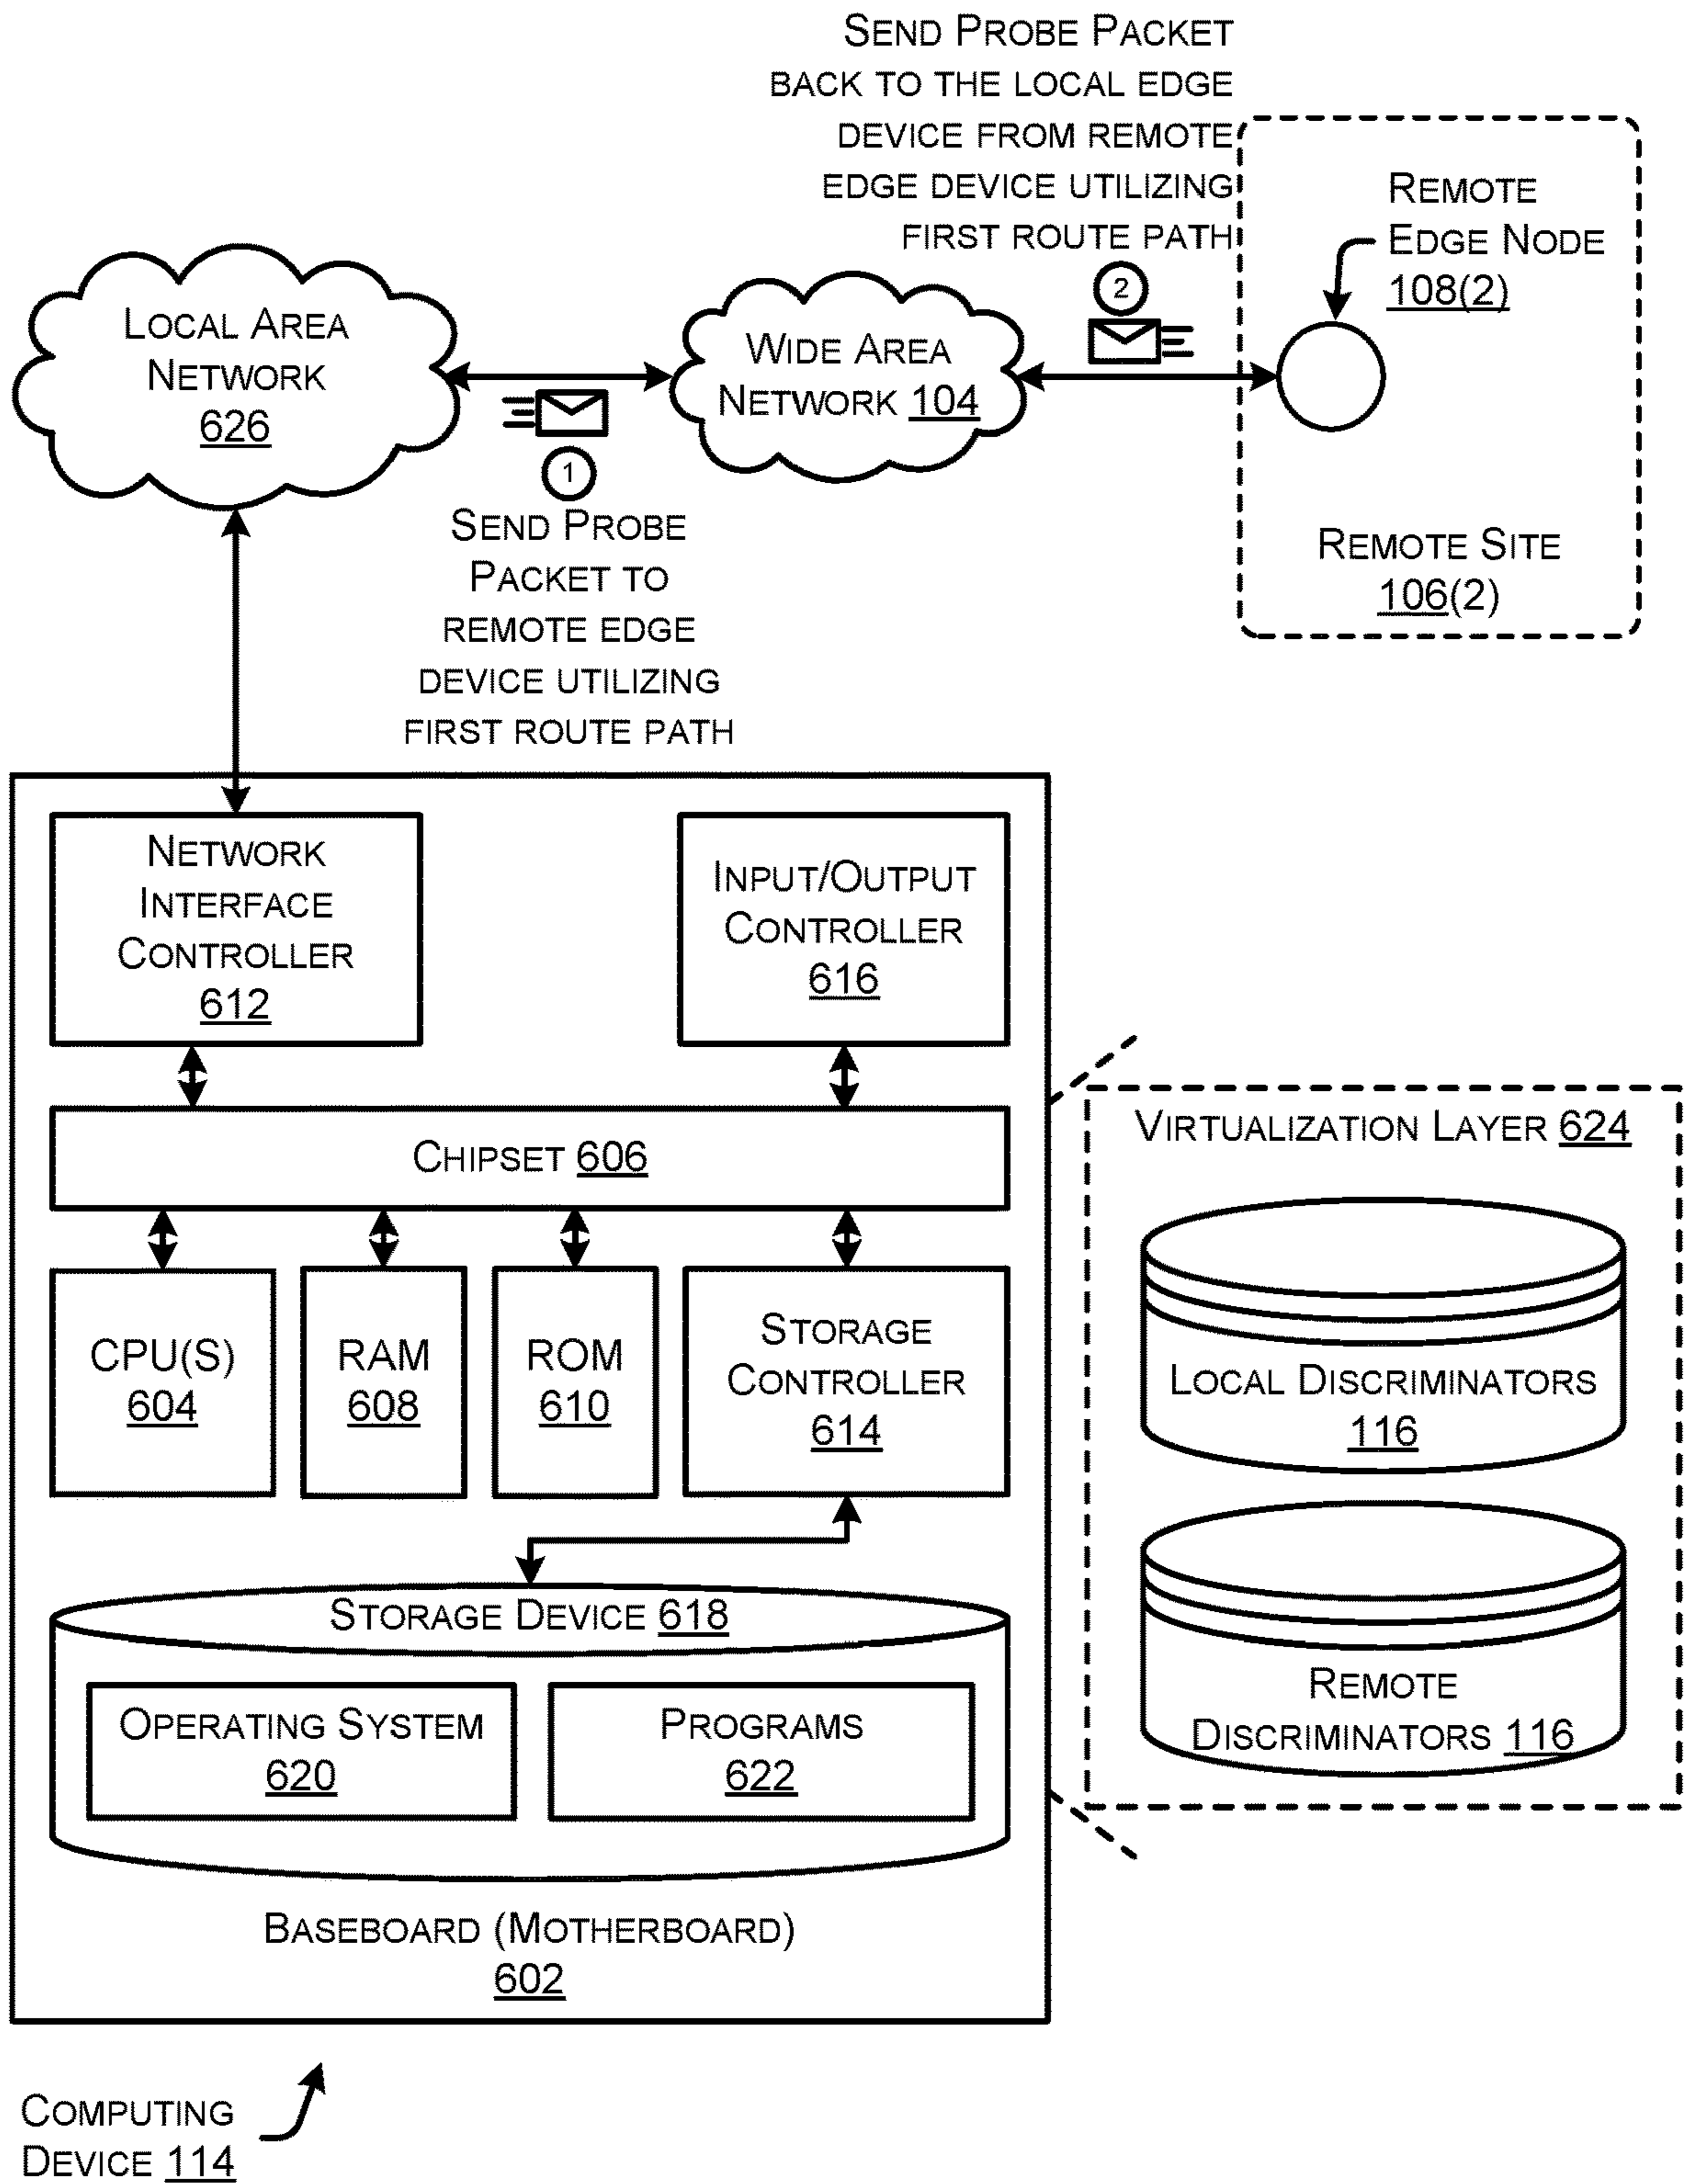 SEND PROBE PACKET
BACK TO THE LOCAL EDGE
DEVICE FROM REMOTE
EDGE DEVICE UTILIZING
FIRST ROUTE PATH
2
REMOTE
EDGE NODE
108(2)
REMOTE SITE
106(2)
LOCAL AREA
NETWORK
626
WIDE AREA
NETWORK 104
1
SEND PROBE
PACKET TO
REMOTE EDGE
DEVICE UTILIZING
FIRST ROUTE PATH
NETWORK
INTERFACE
CONTROLLER
612
INPUT/OUTPUT
CONTROLLER
616
CHIPSET 606
CPU(S)
604
RAM
608
ROM
610
STORAGE
CONTROLLER
614
STORAGE DEVICE 618
OPERATING SYSTEM
620
PROGRAMS
622
BASEBOARD (MOTHERBOARD)
602
VIRTUALIZATION LAYER 624
LOCAL DISCRIMINATORS
116
REMOTE
DISCRIMINATORS 116
COMPUTING
DEVICE 114